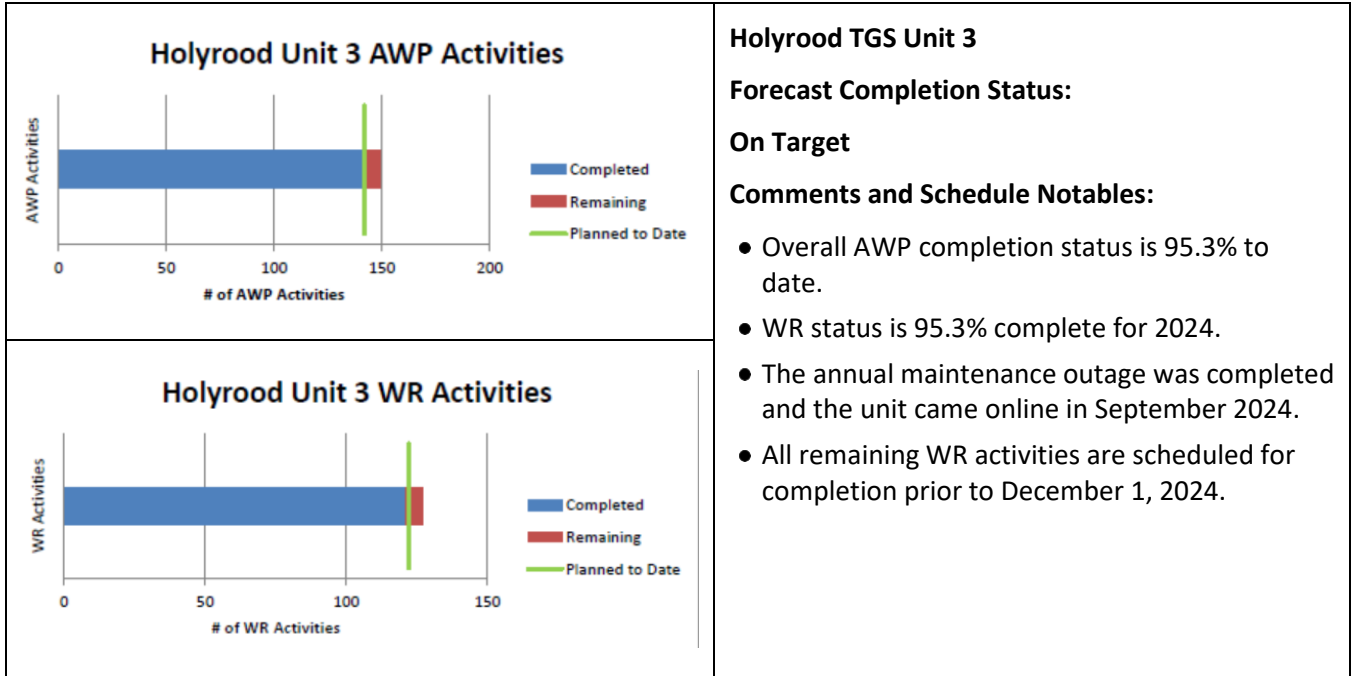 Holyrood Unit 3 AWP Activities
AWP Activities
Completed
Remaining
Planned to Date
0 50 100 150 200
# of AWP Activities
Holyrood Unit 3 WR Activities
WR Activities
Completed
Remaining
Planned to Date
0 50 100 150
# of WR Activities
Holyrood TGS Unit 3
Forecast Completion Status:
On Target
Comments and Schedule Notables:
• Overall AWP completion status is 95.3% to
date.
• WR status is 95.3% complete for 2024.
• The annual maintenance outage was completed
and the unit came online in September 2024.
• All remaining WR activities are scheduled for
completion prior to December 1, 2024.